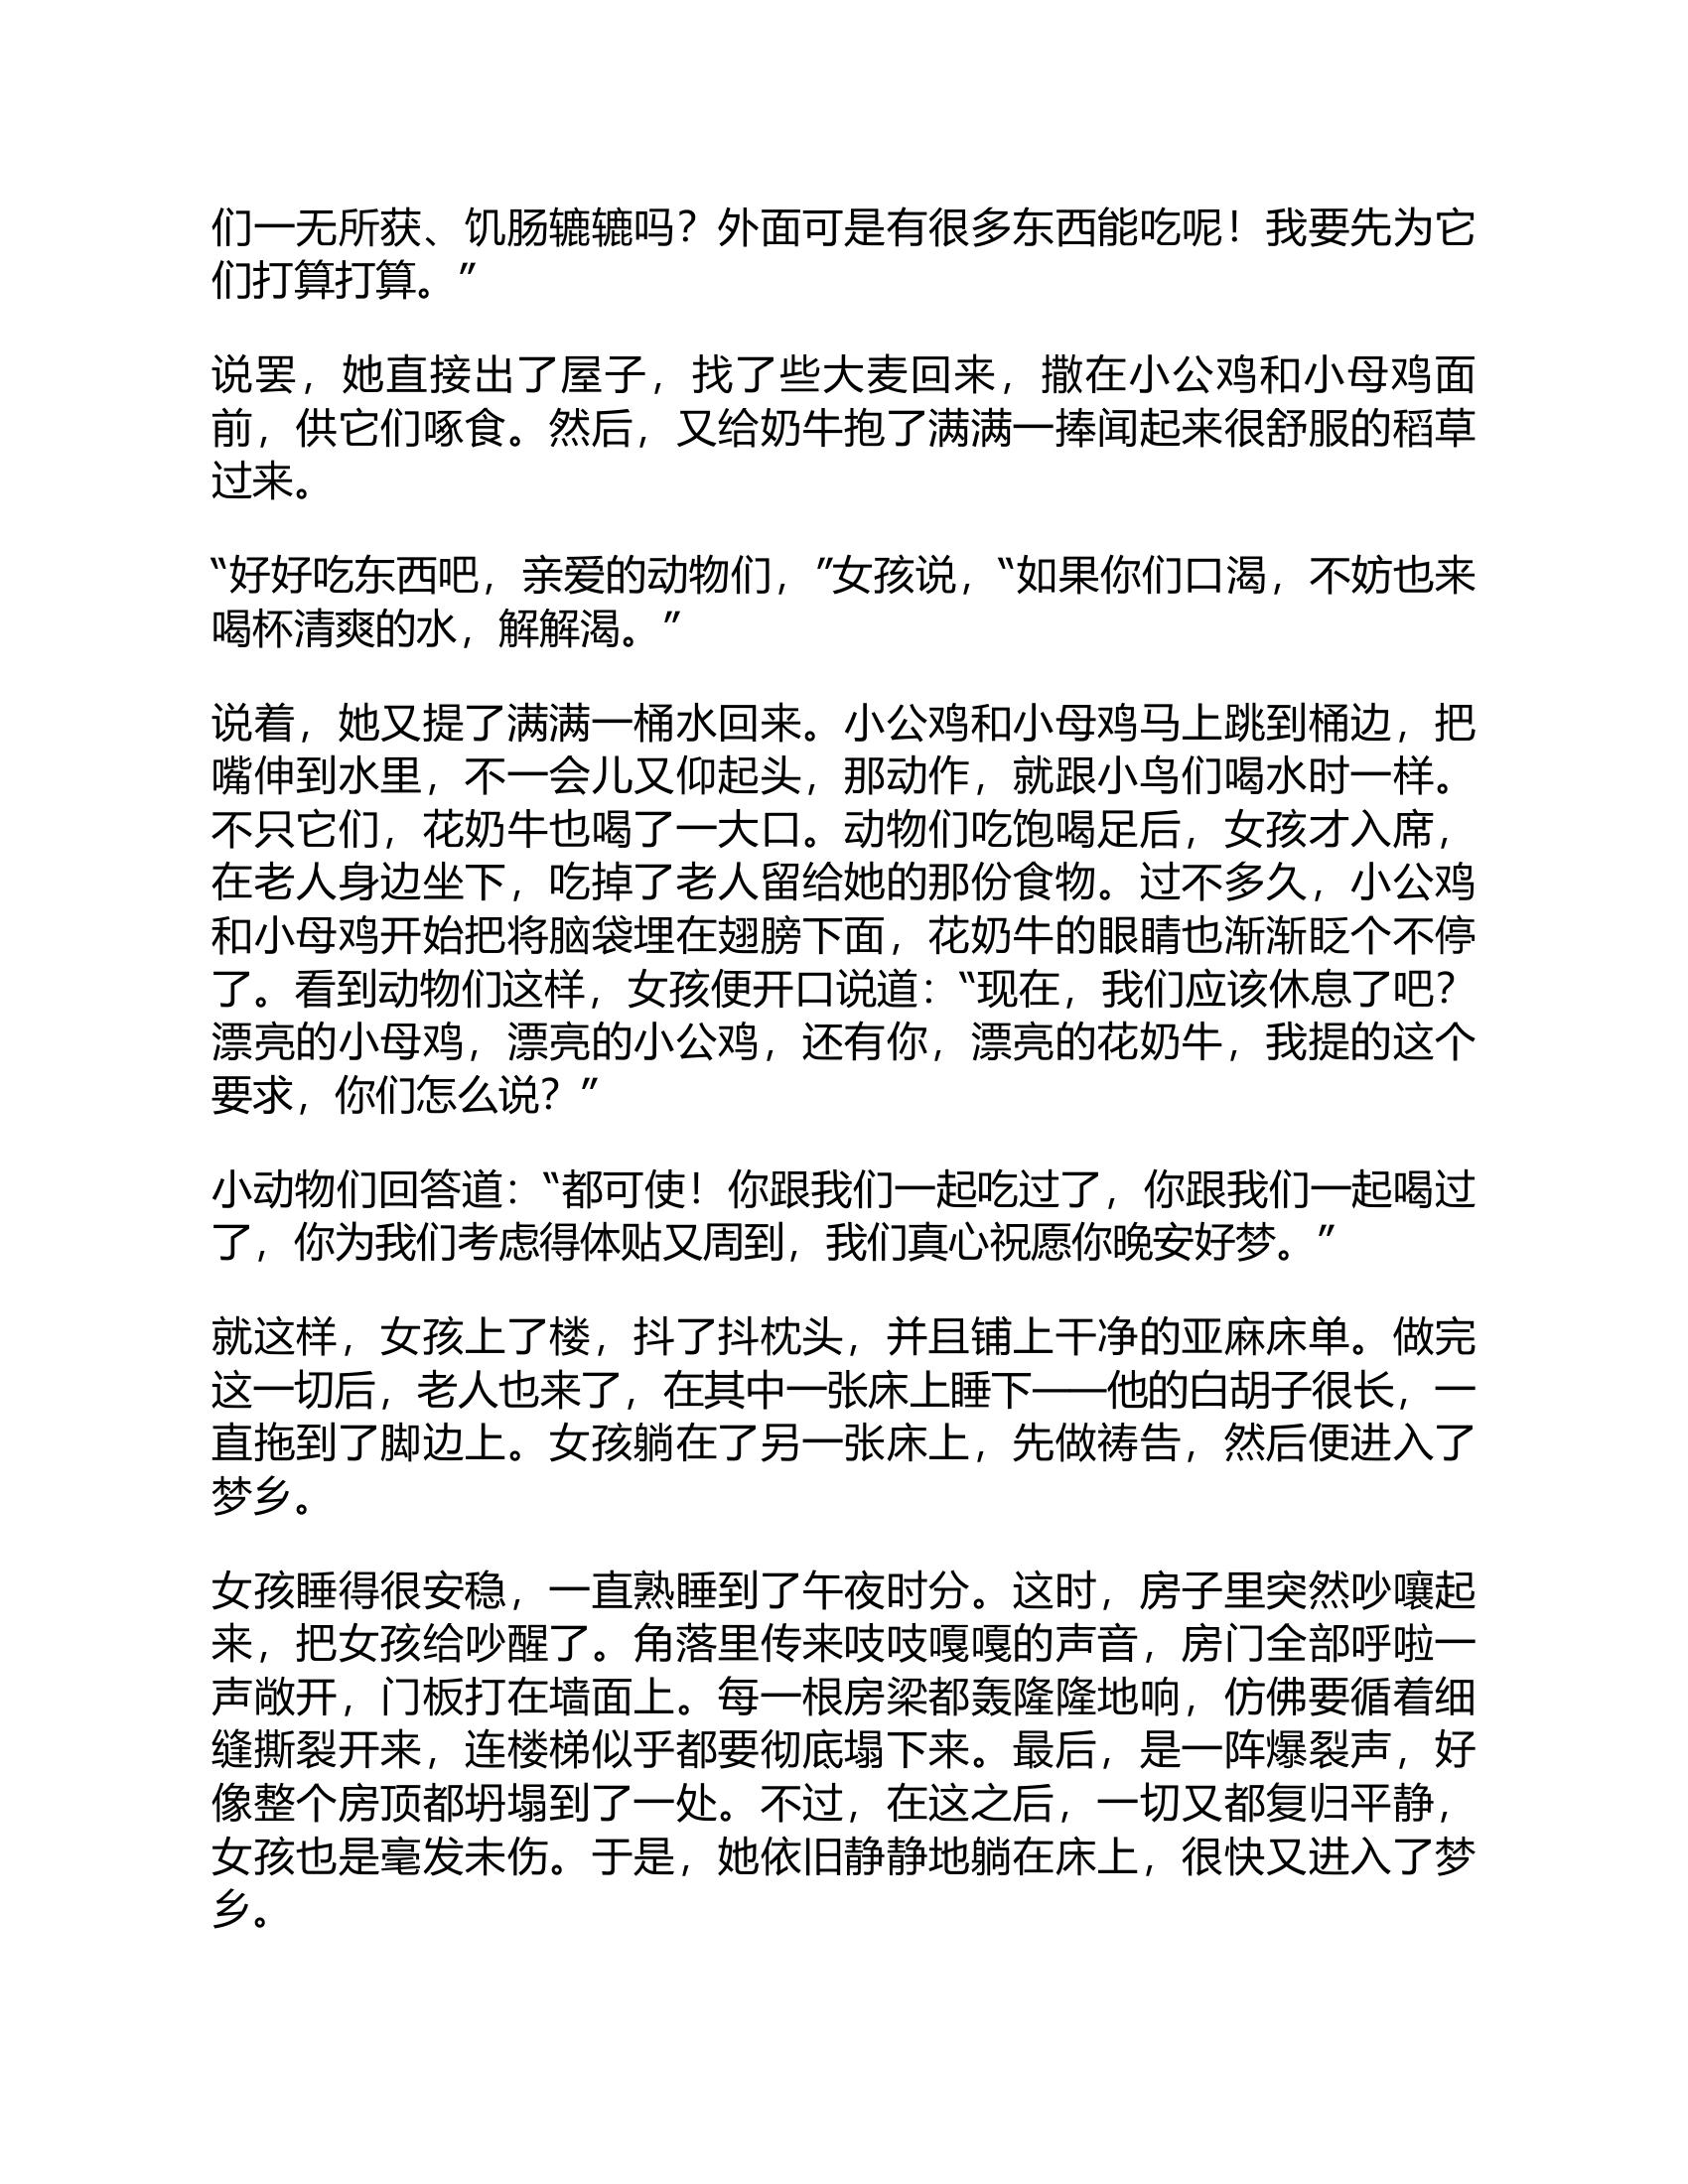 们一无所获、饥肠辘辘吗？外面可是有很多东西能吃呢！我要先为它
们打算打算。”
说罢，她直接出了屋子，找了些大麦回来，撒在小公鸡和小母鸡面
前，供它们啄食。然后，又给奶牛抱了满满一捧闻起来很舒服的稻草
过来。
“好好吃东西吧，亲爱的动物们，”女孩说，“如果你们口渴，不妨也来
喝杯清爽的水，解解渴。”
说着，她又提了满满一桶水回来。小公鸡和小母鸡马上跳到桶边，把
嘴伸到水里，不一会儿又仰起头，那动作，就跟小鸟们喝水时一样。
不只它们，花奶牛也喝了一大口。动物们吃饱喝足后，女孩才入席，
在老人身边坐下，吃掉了老人留给她的那份食物。过不多久，小公鸡
和小母鸡开始把将脑袋埋在翅膀下面，花奶牛的眼睛也渐渐眨个不停
了。看到动物们这样，女孩便开口说道：“现在，我们应该休息了吧？
漂亮的小母鸡，漂亮的小公鸡，还有你，漂亮的花奶牛，我提的这个
要求，你们怎么说？”
小动物们回答道：“都可使！你跟我们一起吃过了，你跟我们一起喝过
了，你为我们考虑得体贴又周到，我们真心祝愿你晚安好梦。”
就这样，女孩上了楼，抖了抖枕头，并且铺上干净的亚麻床单。做完
这一切后，老人也来了，在其中一张床上睡下——他的白胡子很长，一
直拖到了脚边上。女孩躺在了另一张床上，先做祷告，然后便进入了
梦乡。
女孩睡得很安稳，一直熟睡到了午夜时分。这时，房子里突然吵嚷起
来，把女孩给吵醒了。角落里传来吱吱嘎嘎的声音，房门全部呼啦一
声敞开，门板打在墙面上。每一根房梁都轰隆隆地响，仿佛要循着细
缝撕裂开来，连楼梯似乎都要彻底塌下来。最后，是一阵爆裂声，好
像整个房顶都坍塌到了一处。不过，在这之后，一切又都复归平静，
女孩也是毫发未伤。于是，她依旧静静地躺在床上，很快又进入了梦
乡。